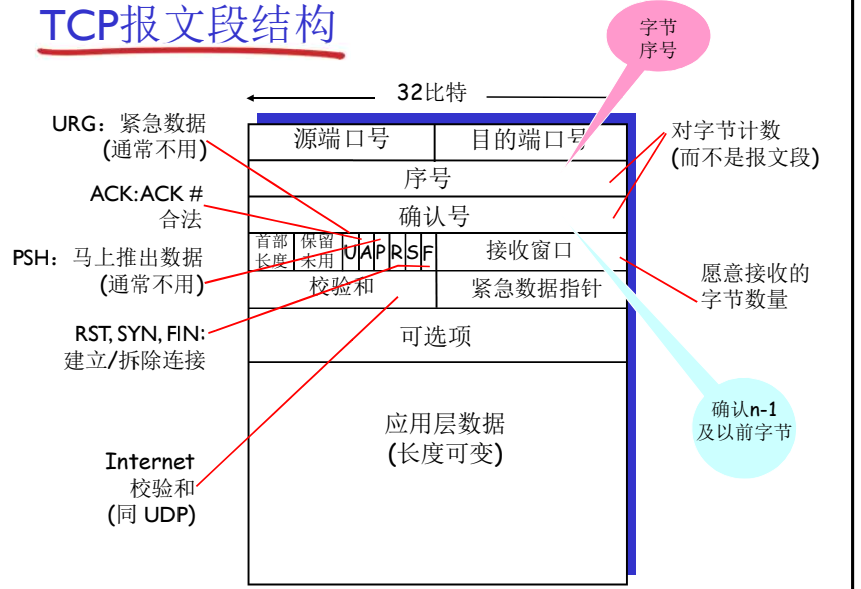 TCP报文段结构
字节
序号
32比特
URG：紧急数据
(通常不用)
源端口号
目的端口号
对字节计数
(而不是报文段)
序号
ACK:ACK #
合法
确认号
首部
长度
保留
未用
U
A
P
R
S
F
接收窗口
PSH：马上推出数据
(通常不用)
愿意接收的
字节数量
校验和
紧急数据指针
RST, SYN, FIN:
建立/拆除连接
可选项
确认n-1
及以前字节
应用层数据
(长度可变)
Internet
校验和
(同 UDP)